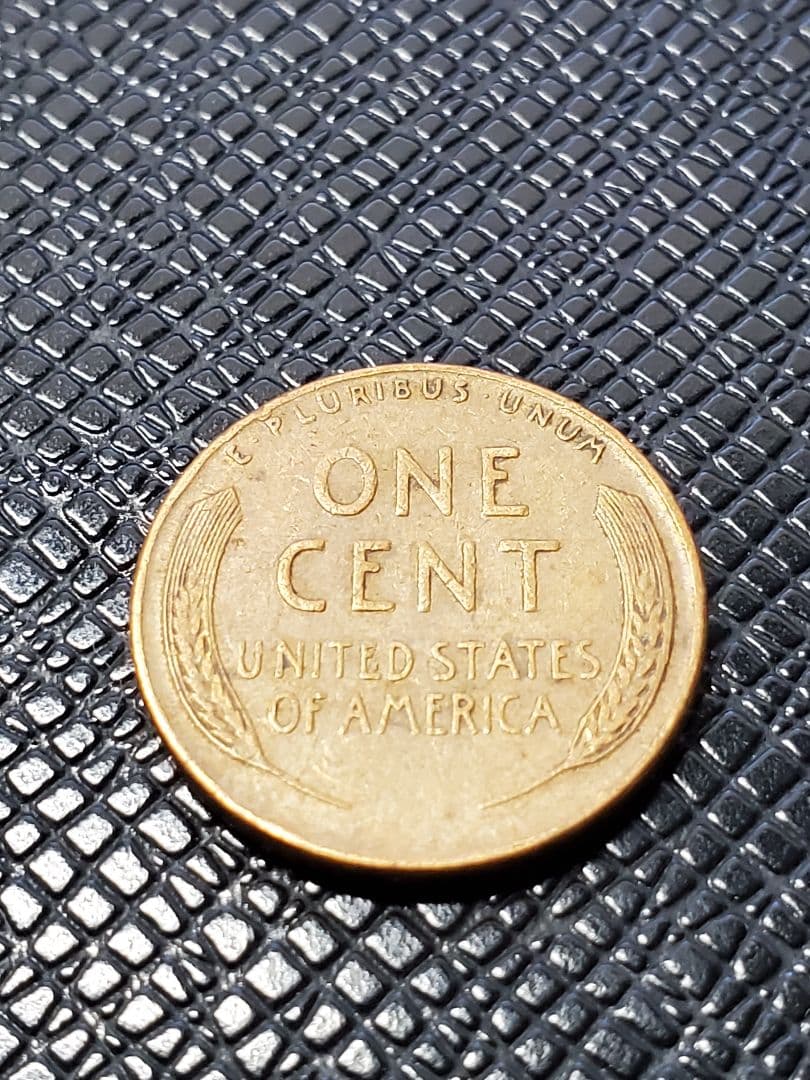 E·PLURIBUS·UNUM
ONE
CENT
UNITED STATES
OF AMERICA